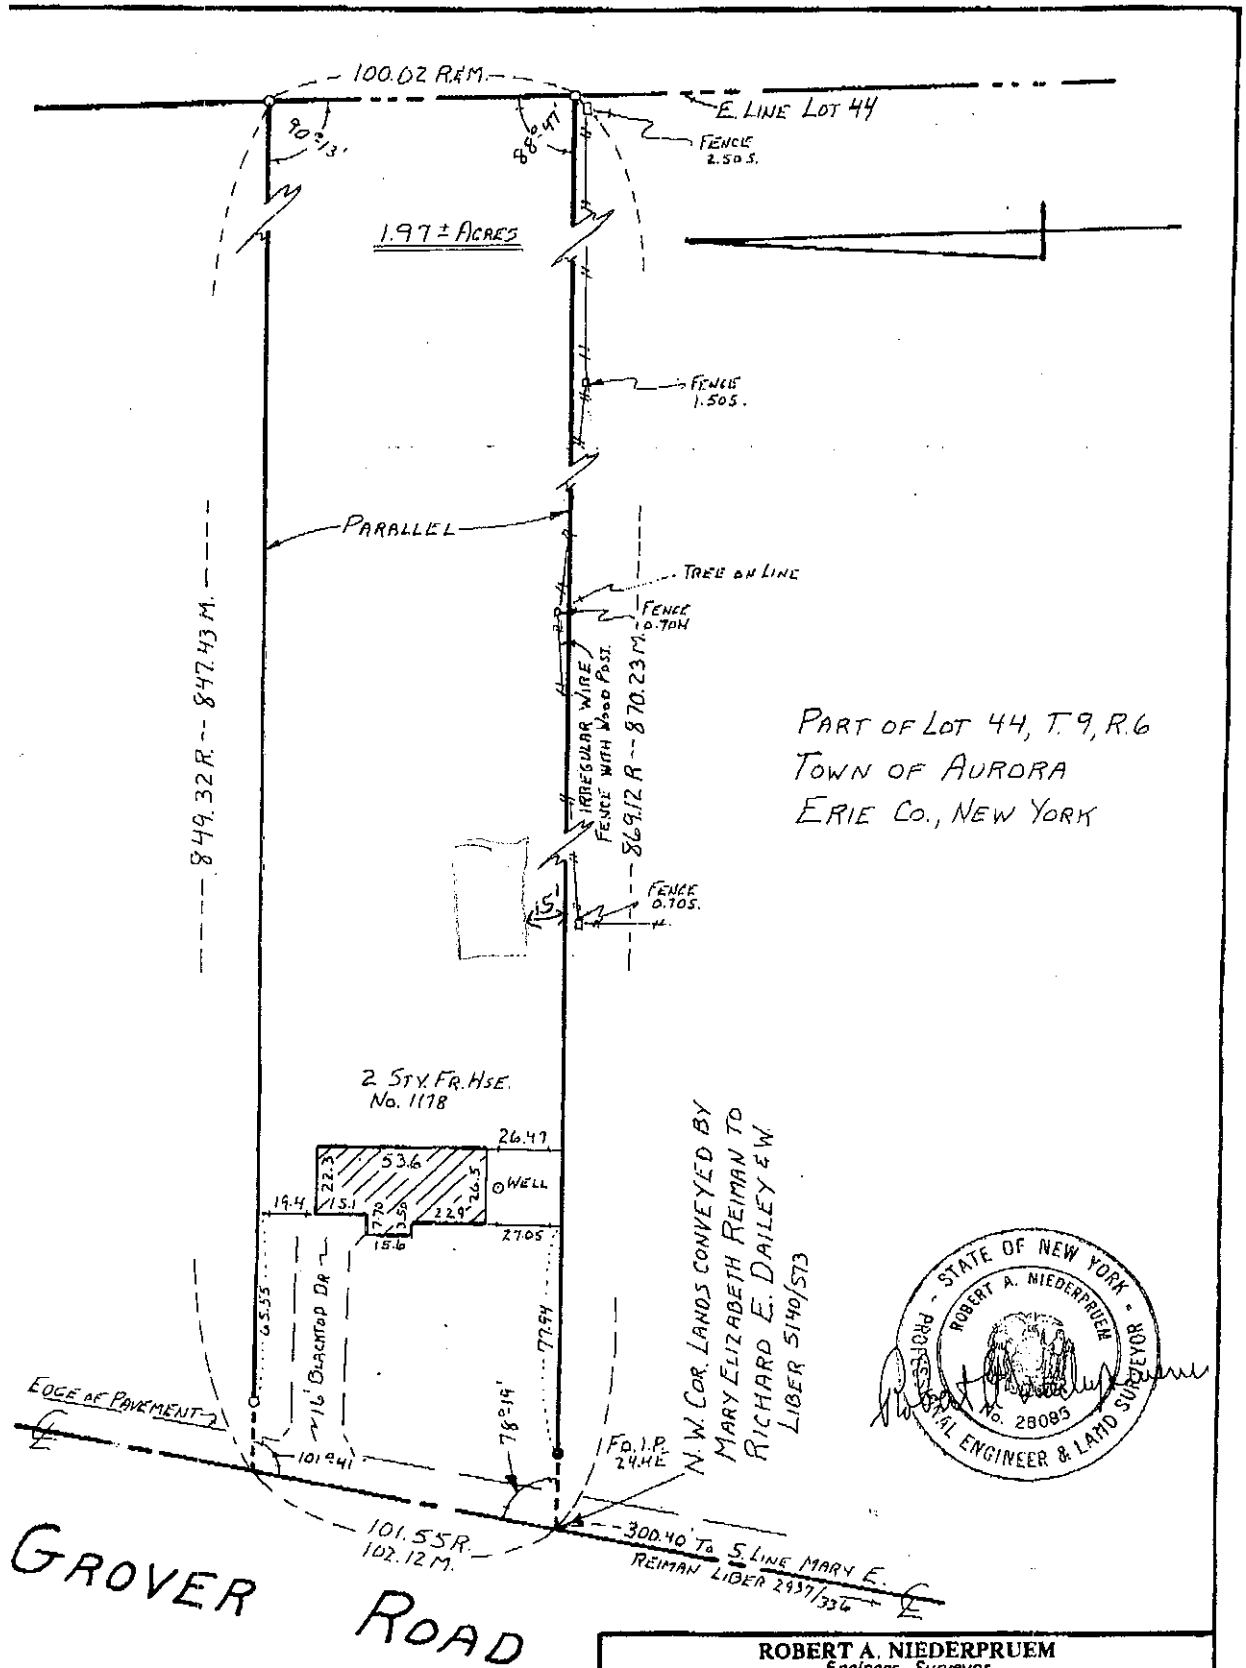 100.02 R.&M.
E. LINE LOT 44
90°-13'
88°-47'
FENCE
2.50 S.
1.97 ± ACRES
FENCE
1.50 S.
PARALLEL
TREE ON LINE
FENCE
0.70 N
849.32 R. -- 847.43 M.
IRREGULAR WIRE
FENCE WITH WOOD POST.
869.12 R -- 870.23 M.
PART OF LOT 44, T. 9, R. 6
TOWN OF AURORA
ERIE CO., NEW YORK
15'
FENCE
0.70 S.
2 STY. FR. HSE.
No. 1178
26.47
53.6
22.3
26.5
WELL
19.4
15.1
7.70
3.50
22.9
15.6
27.05
65.55
~16' BLACKTOP DR ~
77.94
N.W. COR. LANDS CONVEYED BY
MARY ELIZABETH REIMAN TO
RICHARD E. DAILEY & W.
LIBER 5140/573
STATE OF NEW YORK
ROBERT A. NIEDERPRUEM
No. 28095
PROFESSIONAL ENGINEER & LAND SURVEYOR
EDGE OF PAVEMENT
101°-41'
78°-19'
FD. I.P.
101.55 R.
102.12 M.
300.40' TO S. LINE MARY E.
REIMAN LIBER 2937/336
GROVER ROAD
ROBERT A. NIEDERPRUEM
Engineer Surveyor